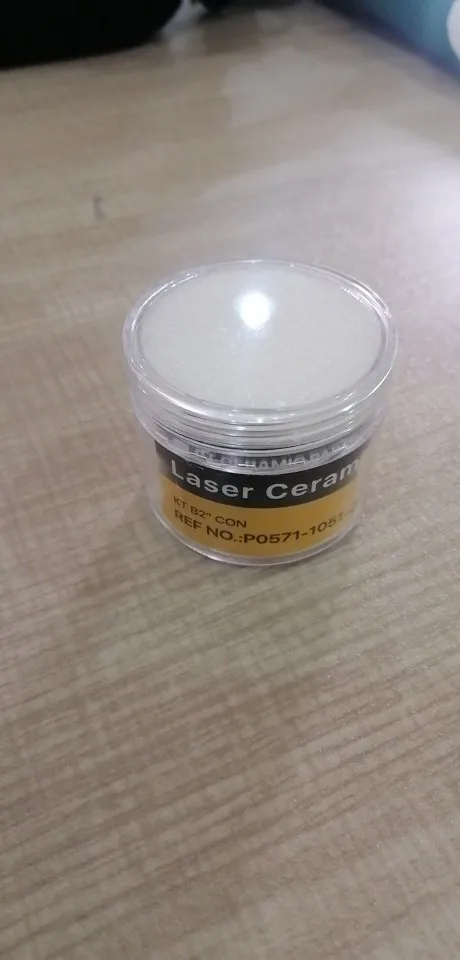 Laser Ceram
KT B2" CON
REF NO.:P0571-1051-